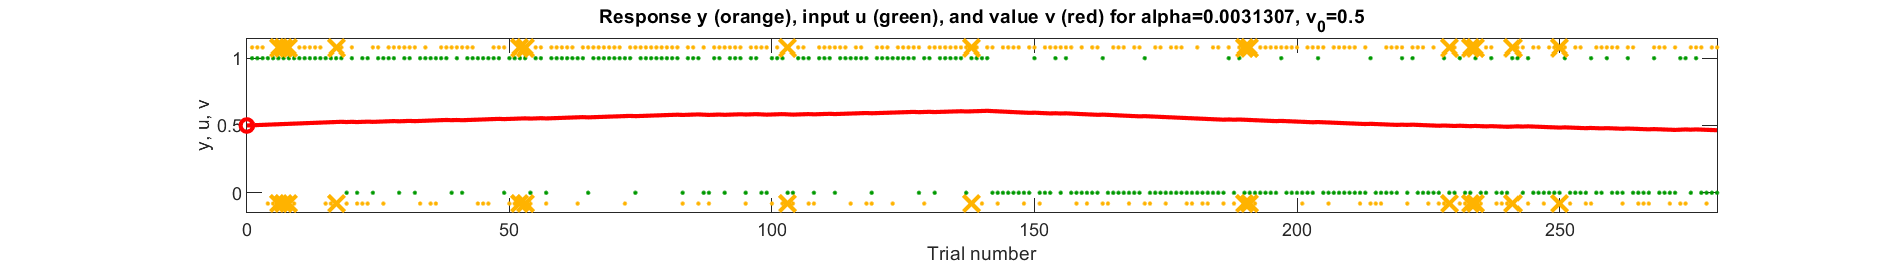 Response y (orange), input u (green), and value v (red) for alpha=0.0031307, v_0=0.5
y, u, v
1
0.5
0
0 50 100 150 200 250
Trial number